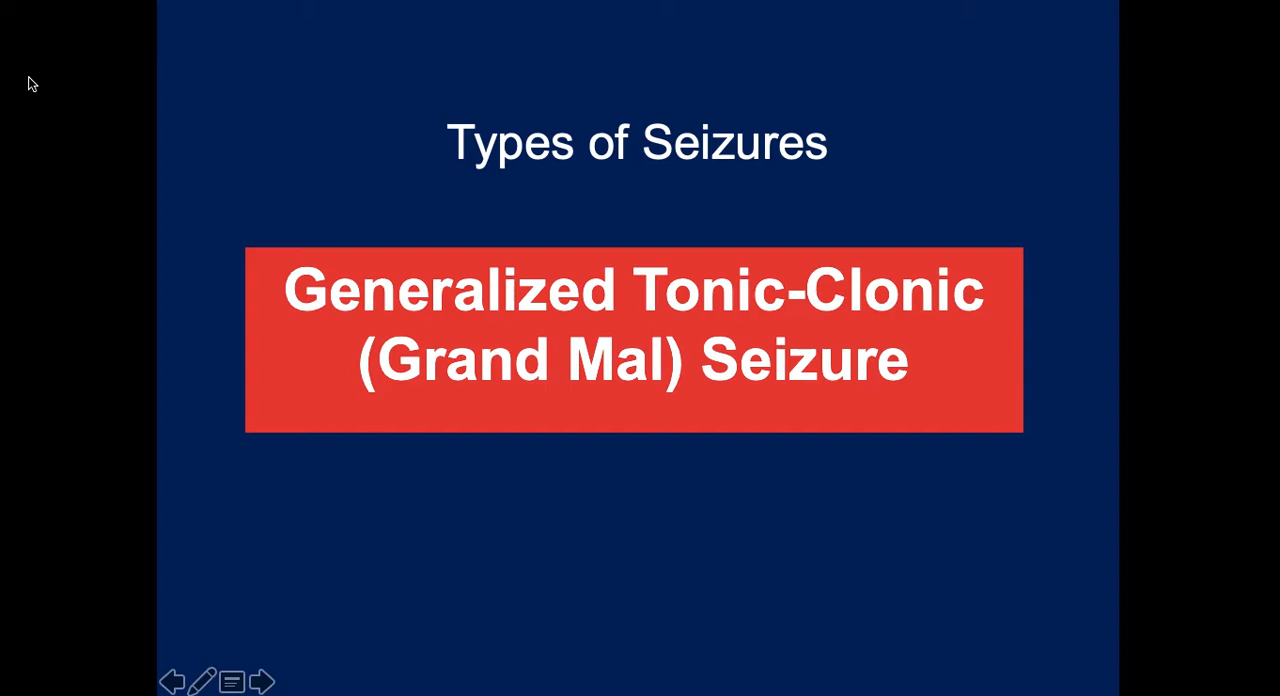 Types of Seizures
Generalized Tonic-Clonic
(Grand Mal) Seizure